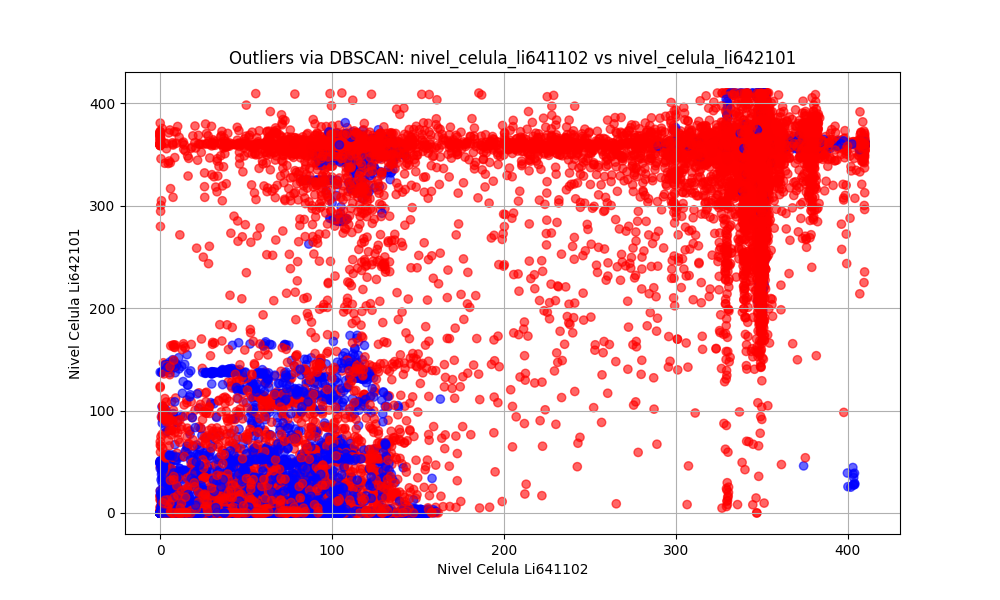 Outliers via DBSCAN: nivel_celula_li641102 vs nivel_celula_li642101
400
300
200
100
0
Nivel Celula Li642101
0 100 200 300 400
Nivel Celula Li641102